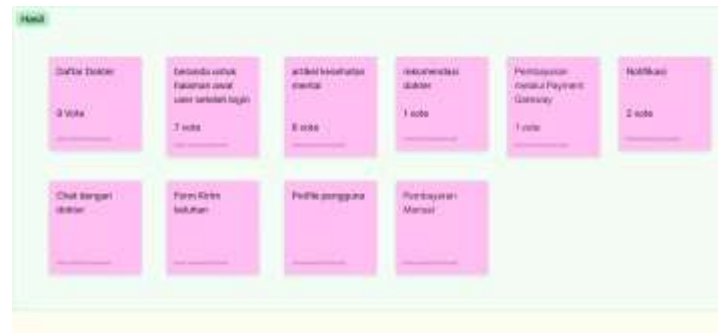 Hasil
Daftar Dokter
9 Vote
beranda untuk
halaman awal
user setelah login
7 vote
artikel kesehatan
mental
8 vote
rekomendasi
dokter
1 vote
Pembayaran
melalui Payment
Gateway
1 vote
Notifikasi
2 vote
Chat dengan
dokter
Form Kirim
keluhan
Profile pengguna
Pembayaran
Manual